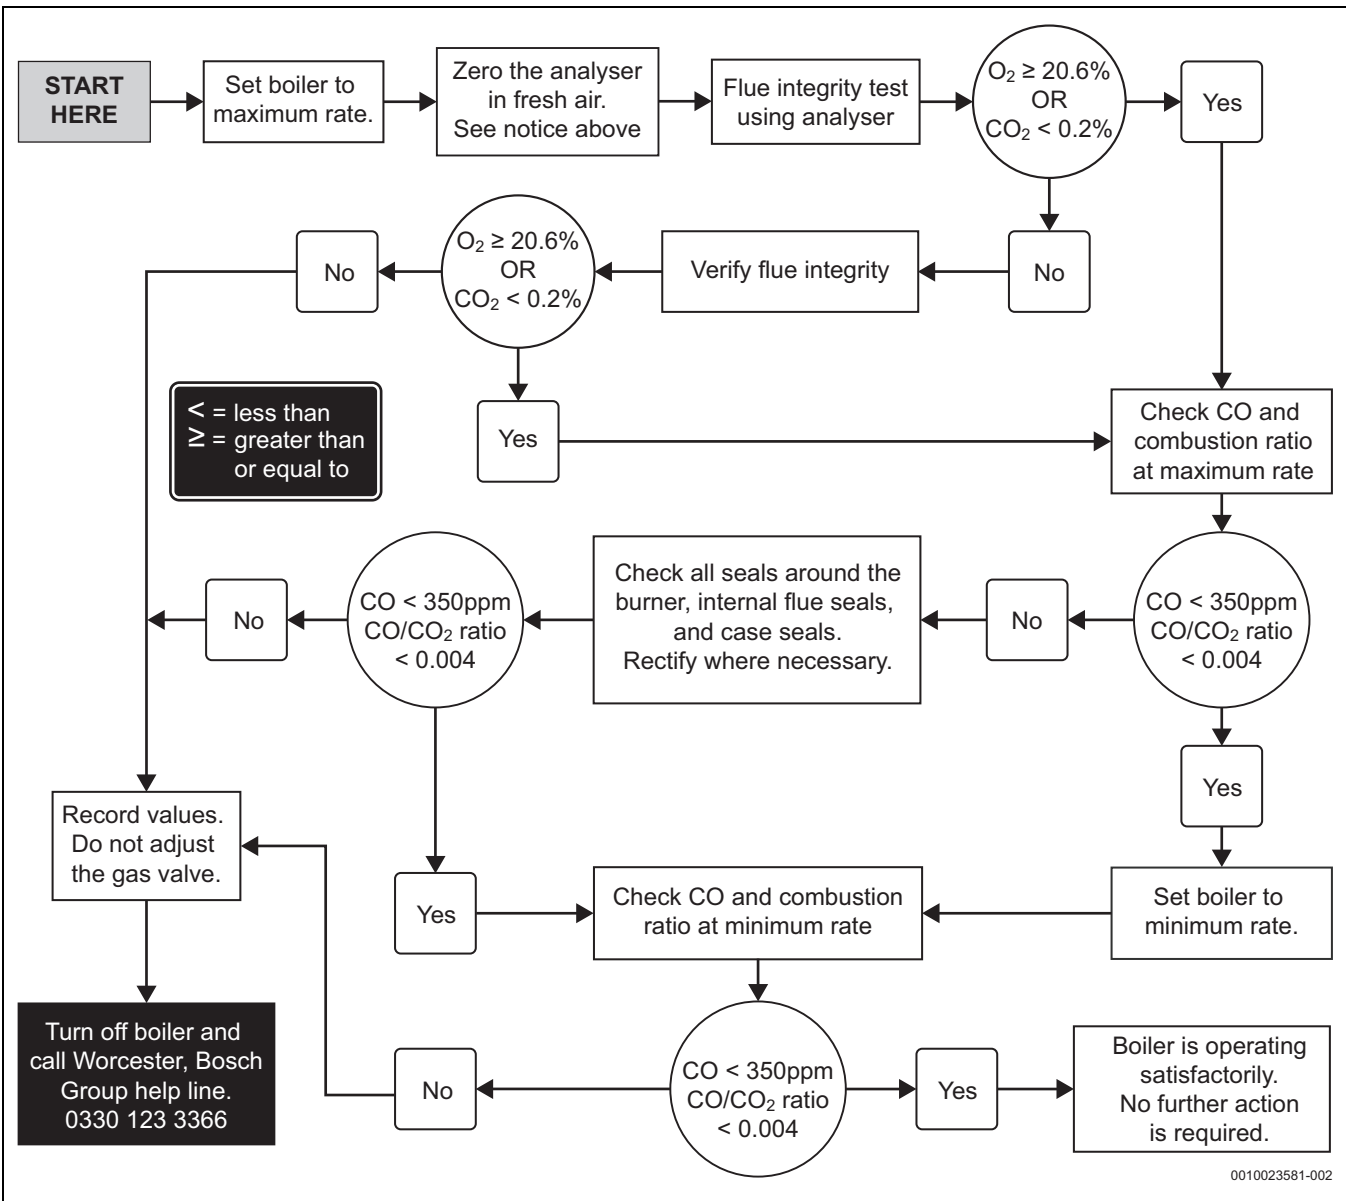 START
HERE
Set boiler to
maximum rate.
Zero the analyser
in fresh air.
See notice above
Flue integrity test
using analyser
O₂ ≥ 20.6%
OR
CO₂ < 0.2%
Yes
No
Verify flue integrity
O₂ ≥ 20.6%
OR
CO₂ < 0.2%
No
Yes
< = less than
≥ = greater than
or equal to
Check CO and
combustion ratio
at maximum rate
CO < 350ppm
CO/CO₂ ratio
< 0.004
No
Check all seals around the
burner, internal flue seals,
and case seals.
Rectify where necessary.
CO < 350ppm
CO/CO₂ ratio
< 0.004
No
Yes
Set boiler to
minimum rate.
Yes
Check CO and combustion
ratio at minimum rate
Record values.
Do not adjust
the gas valve.
Turn off boiler and
call Worcester, Bosch
Group help line.
0330 123 3366
No
CO < 350ppm
CO/CO₂ ratio
< 0.004
Yes
Boiler is operating
satisfactorily.
No further action
is required.
0010023581-002